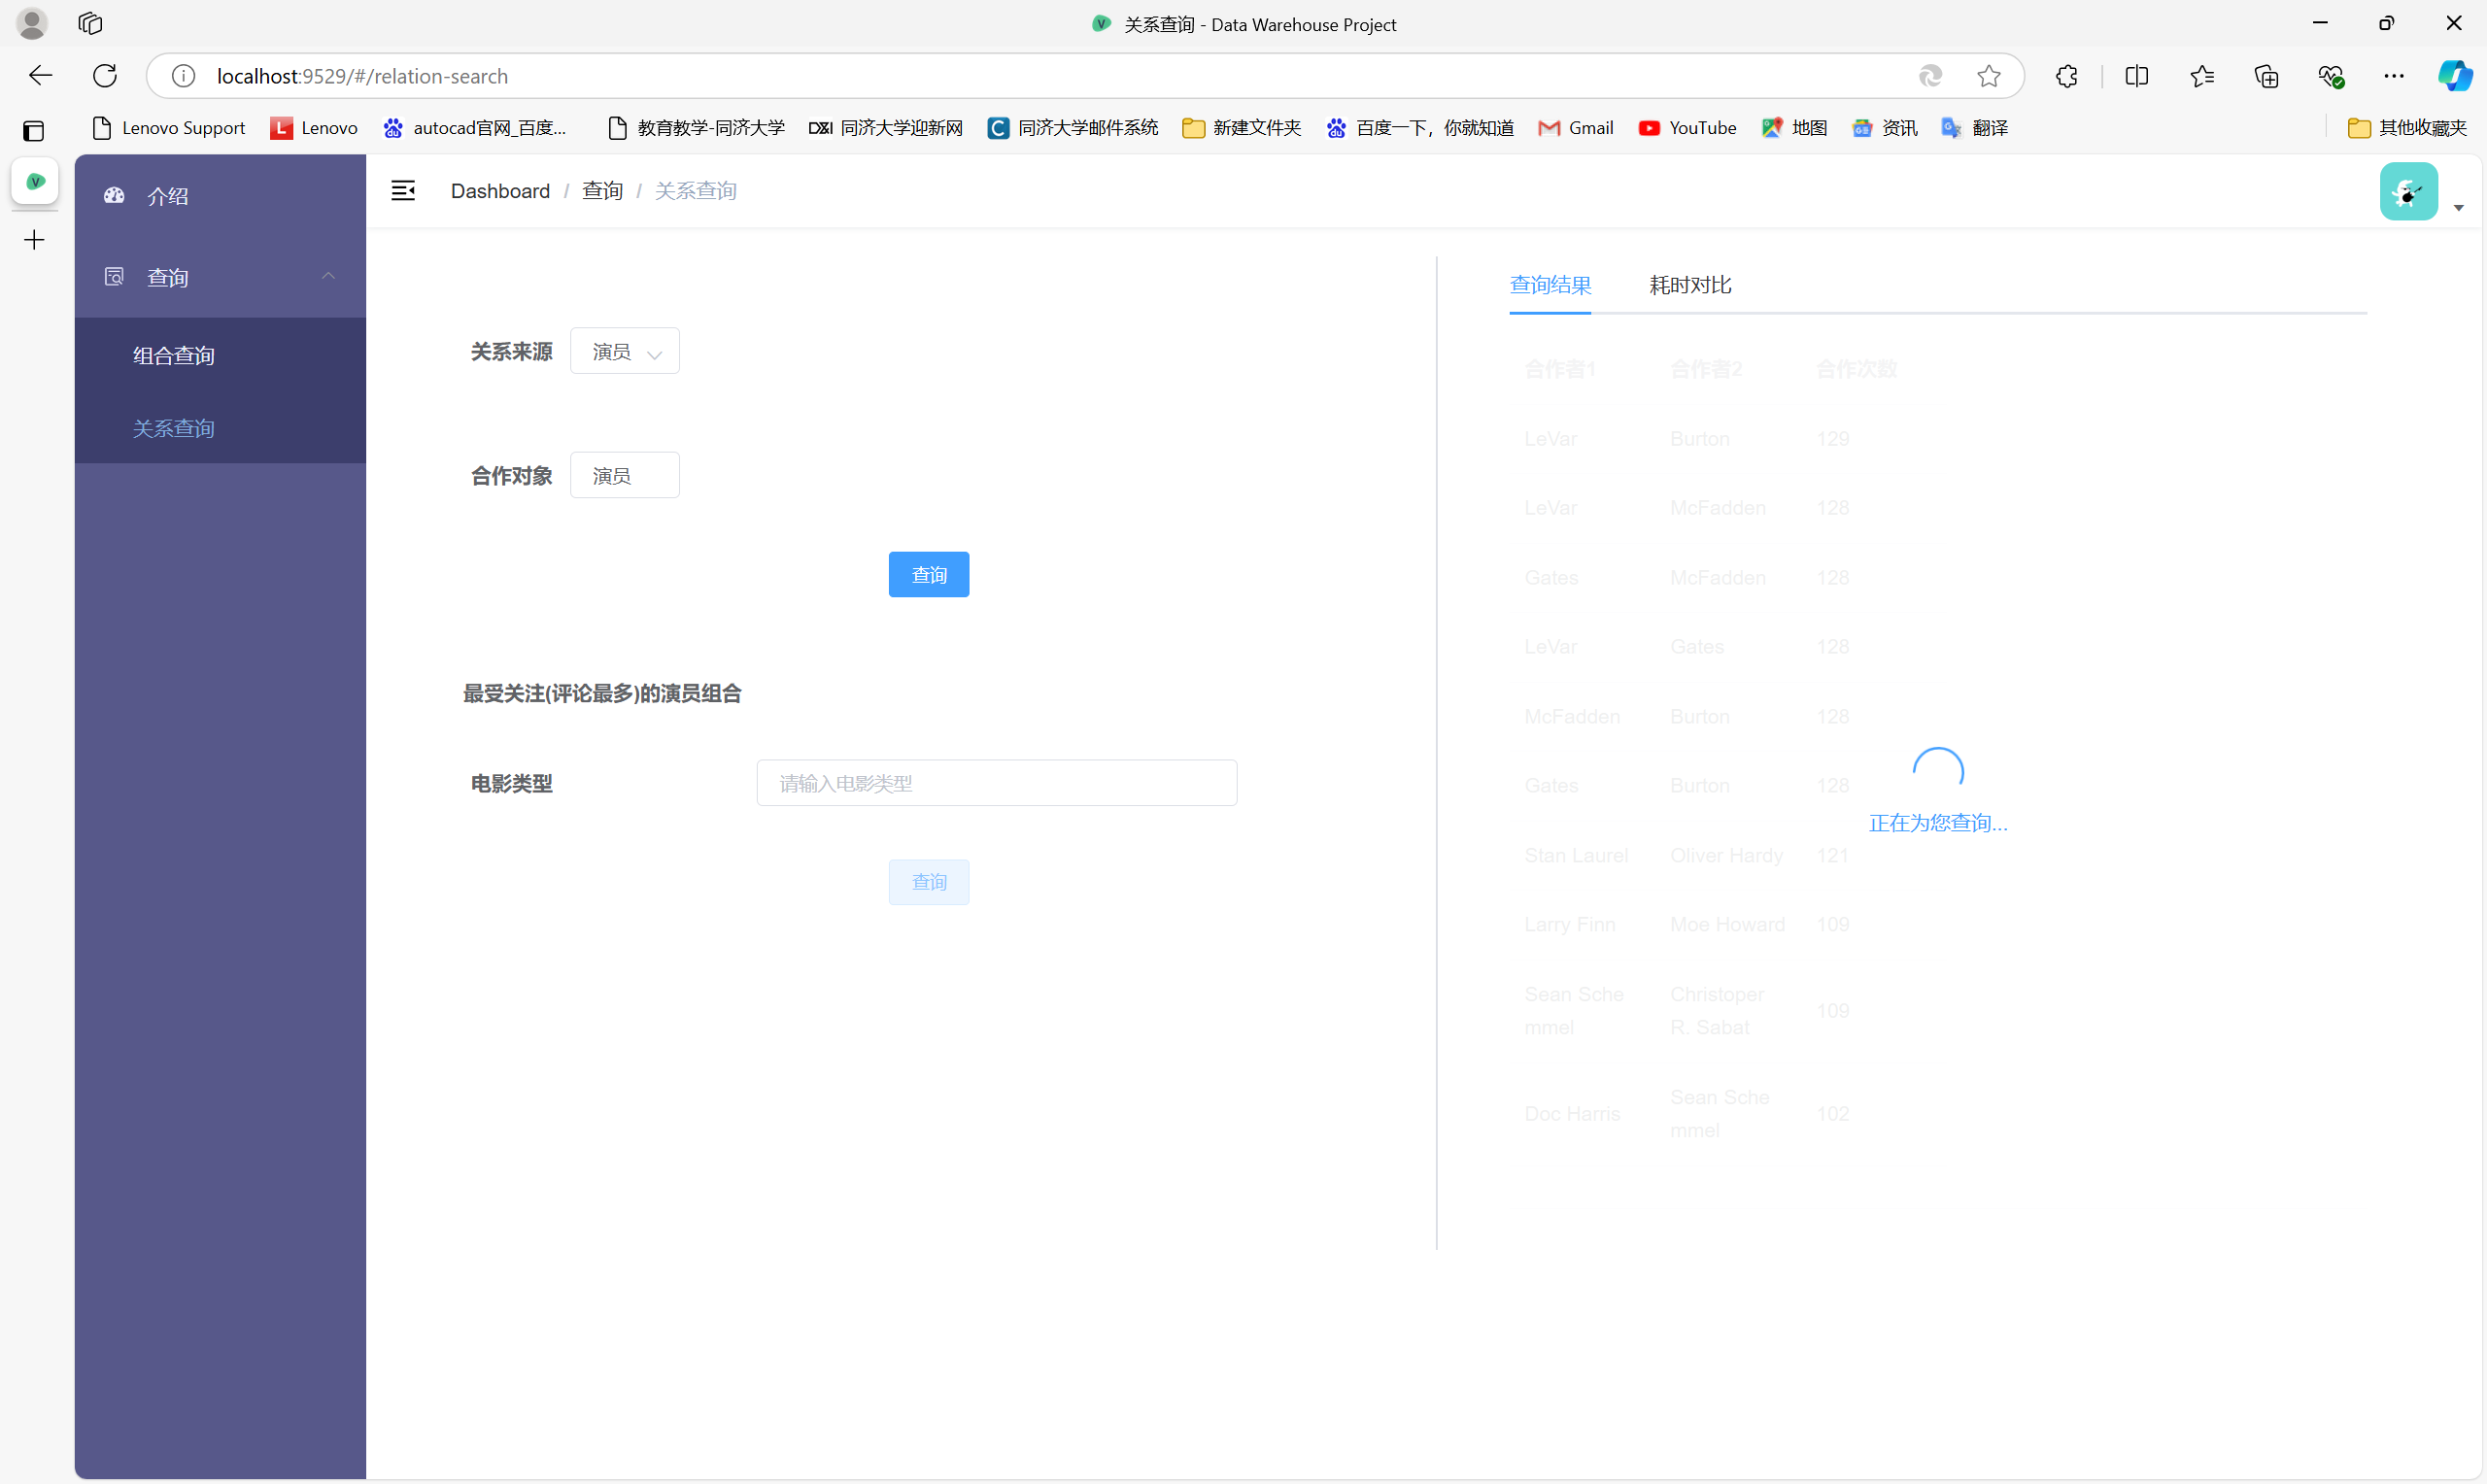 关系查询 - Data Warehouse Project
localhost:9529/#/relation-search
Lenovo Support
Lenovo
autocad官网_百度...
教育教学-同济大学
同济大学迎新网
同济大学邮件系统
新建文件夹
百度一下，你就知道
Gmail
YouTube
地图
资讯
翻译
其他收藏夹
介绍
查询
组合查询
关系查询
Dashboard / 查询 / 关系查询
关系来源 演员
合作对象 演员
查询
最受关注(评论最多)的演员组合
电影类型 请输入电影类型
查询
查询结果 耗时对比
合作者1 合作者2 合作次数
LeVar Burton 129
LeVar McFadden 128
Gates McFadden 128
LeVar Gates 128
McFadden Burton 128
Gates Burton 128
正在为您查询...
Stan Laurel Oliver Hardy 121
Larry Finn Moe Howard 109
Sean Sche
mmel
Christoper
R. Sabat
109
Doc Harris
Sean Sche
mmel
102